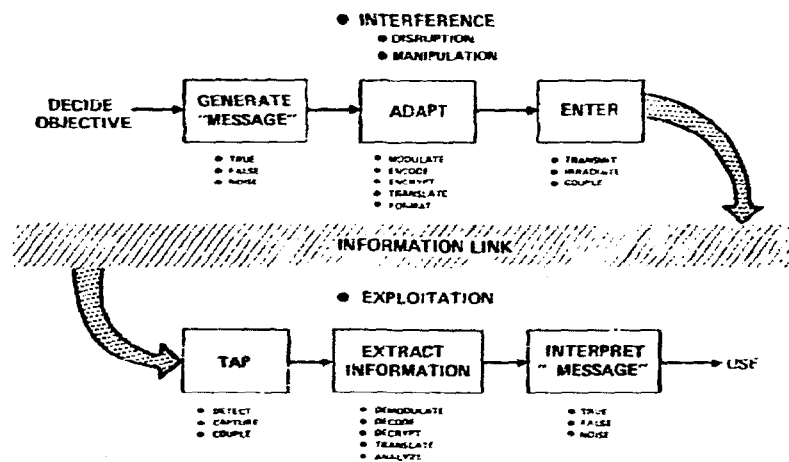 ● INTERFERENCE
● DISRUPTION
● MANIPULATION
DECIDE
OBJECTIVE
GENERATE
"MESSAGE"
ADAPT
ENTER
● TRUE
● FALSE
● NOISE
● MODULATE
● ENCODE
● ENCRYPT
● TRANSLATE
● FORMAT
● TRANSMIT
● IRRADIATE
● COUPLE
INFORMATION LINK
● EXPLOITATION
TAP
EXTRACT
INFORMATION
INTERPRET
"MESSAGE"
USE
● DETECT
● CAPTURE
● COUPLE
● DEMODULATE
● DECODE
● DECRYPT
● TRANSLATE
● ANALYZE
● TRUE
● FALSE
● NOISE